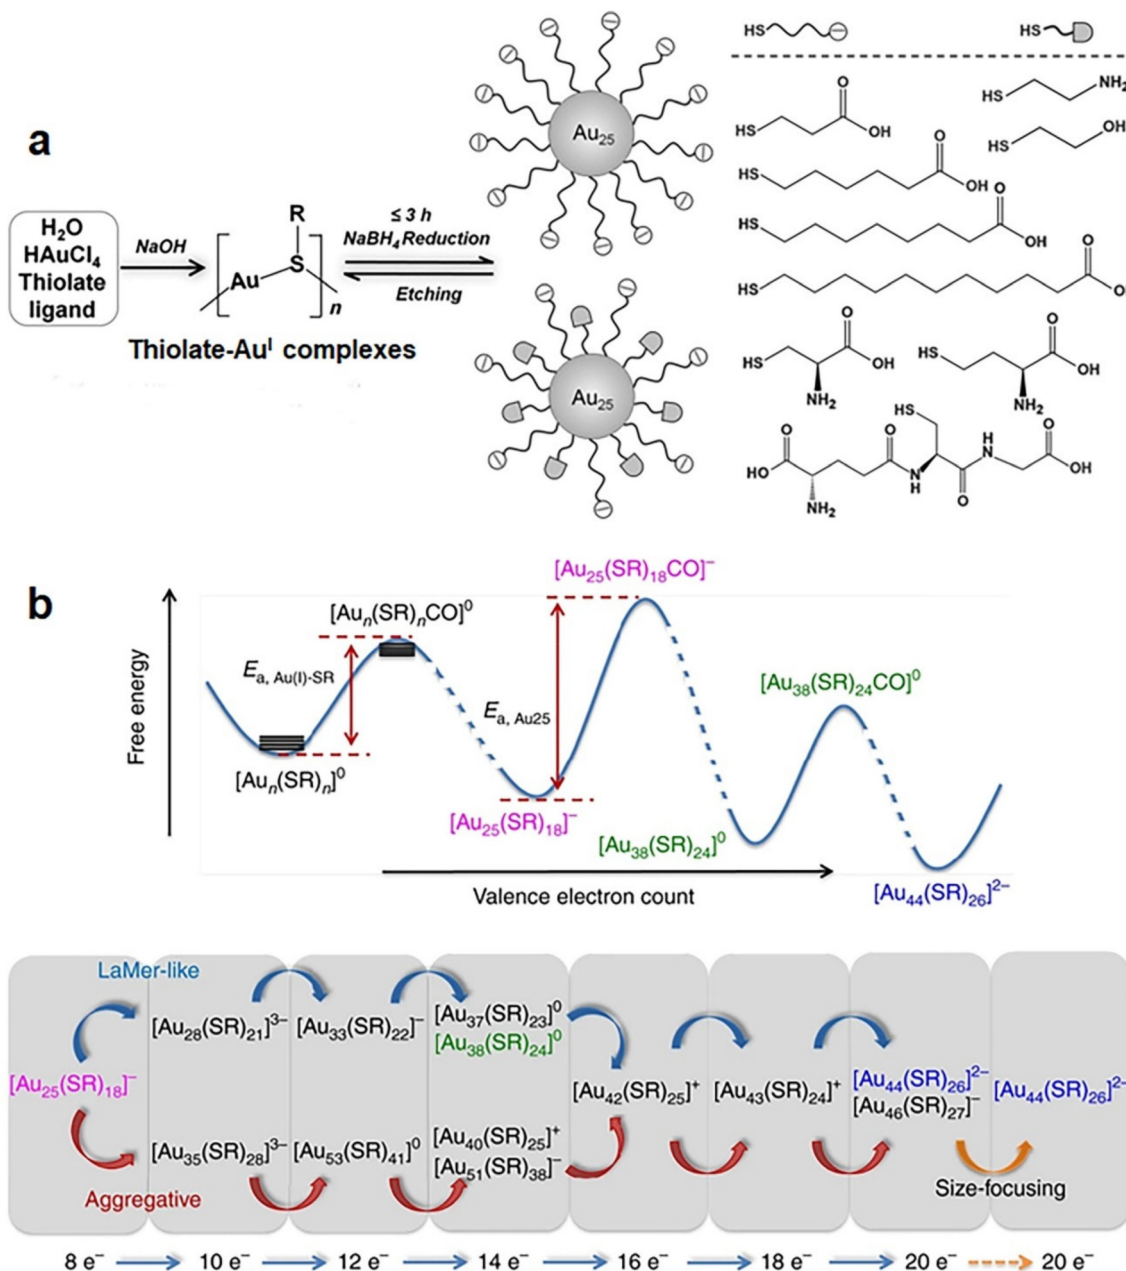 a
H₂O
HAuCl₄
Thiolate
ligand
NaOH
R
Au
S
n
≤ 3 h
NaBH₄ Reduction
Etching
Thiolate-Auᴵ complexes
Au₂₅
Au₂₅
HS
HS
HS
O
OH
HS
NH₂
HS
OH
HS
O
OH
HS
O
OH
HS
O
HS
O
OH
NH₂
HS
O
OH
NH₂
HS
O
HO
NH₂
O
N
H
O
H
N
O
OH
b
Free energy
[Auₙ(SR)ₙCO]⁰
Eₐ, Au(I)-SR
[Auₙ(SR)ₙ]⁰
[Au₂₅(SR)₁₈CO]⁻
Eₐ, Au25
[Au₂₅(SR)₁₈]⁻
[Au₃₈(SR)₂₄CO]⁰
[Au₃₈(SR)₂₄]⁰
[Au₄₄(SR)₂₆]²⁻
Valence electron count
LaMer-like
[Au₂₅(SR)₁₈]⁻
Aggregative
[Au₂₈(SR)₂₁]³⁻
[Au₃₅(SR)₂₈]³⁻
[Au₃₃(SR)₂₂]⁻
[Au₅₃(SR)₄₁]⁰
[Au₃₇(SR)₂₃]⁰
[Au₃₈(SR)₂₄]⁰
[Au₄₀(SR)₂₅]⁺
[Au₅₁(SR)₃₈]⁻
[Au₄₂(SR)₂₅]⁺
[Au₄₃(SR)₂₄]⁺
[Au₄₄(SR)₂₆]²⁻
[Au₄₆(SR)₂₇]⁻
[Au₄₄(SR)₂₆]²⁻
Size-focusing
8 e⁻ 10 e⁻ 12 e⁻ 14 e⁻ 16 e⁻ 18 e⁻ 20 e⁻ 20 e⁻